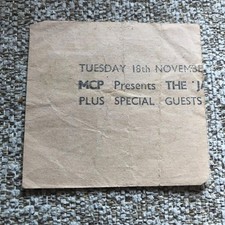 TUESDAY 18th NOVEMBE
MCP Presents THE 'J
PLUS SPECIAL GUESTS